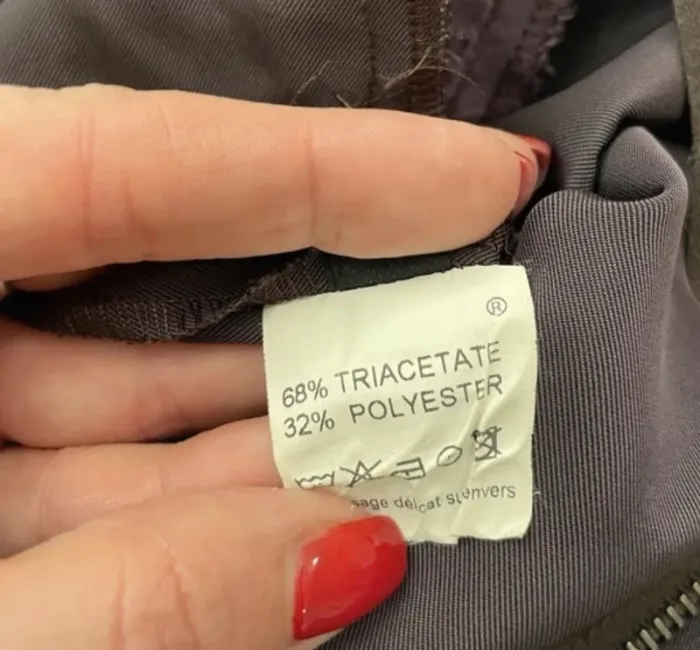 ®
68% TRIACETATE
32% POLYESTER
délicat